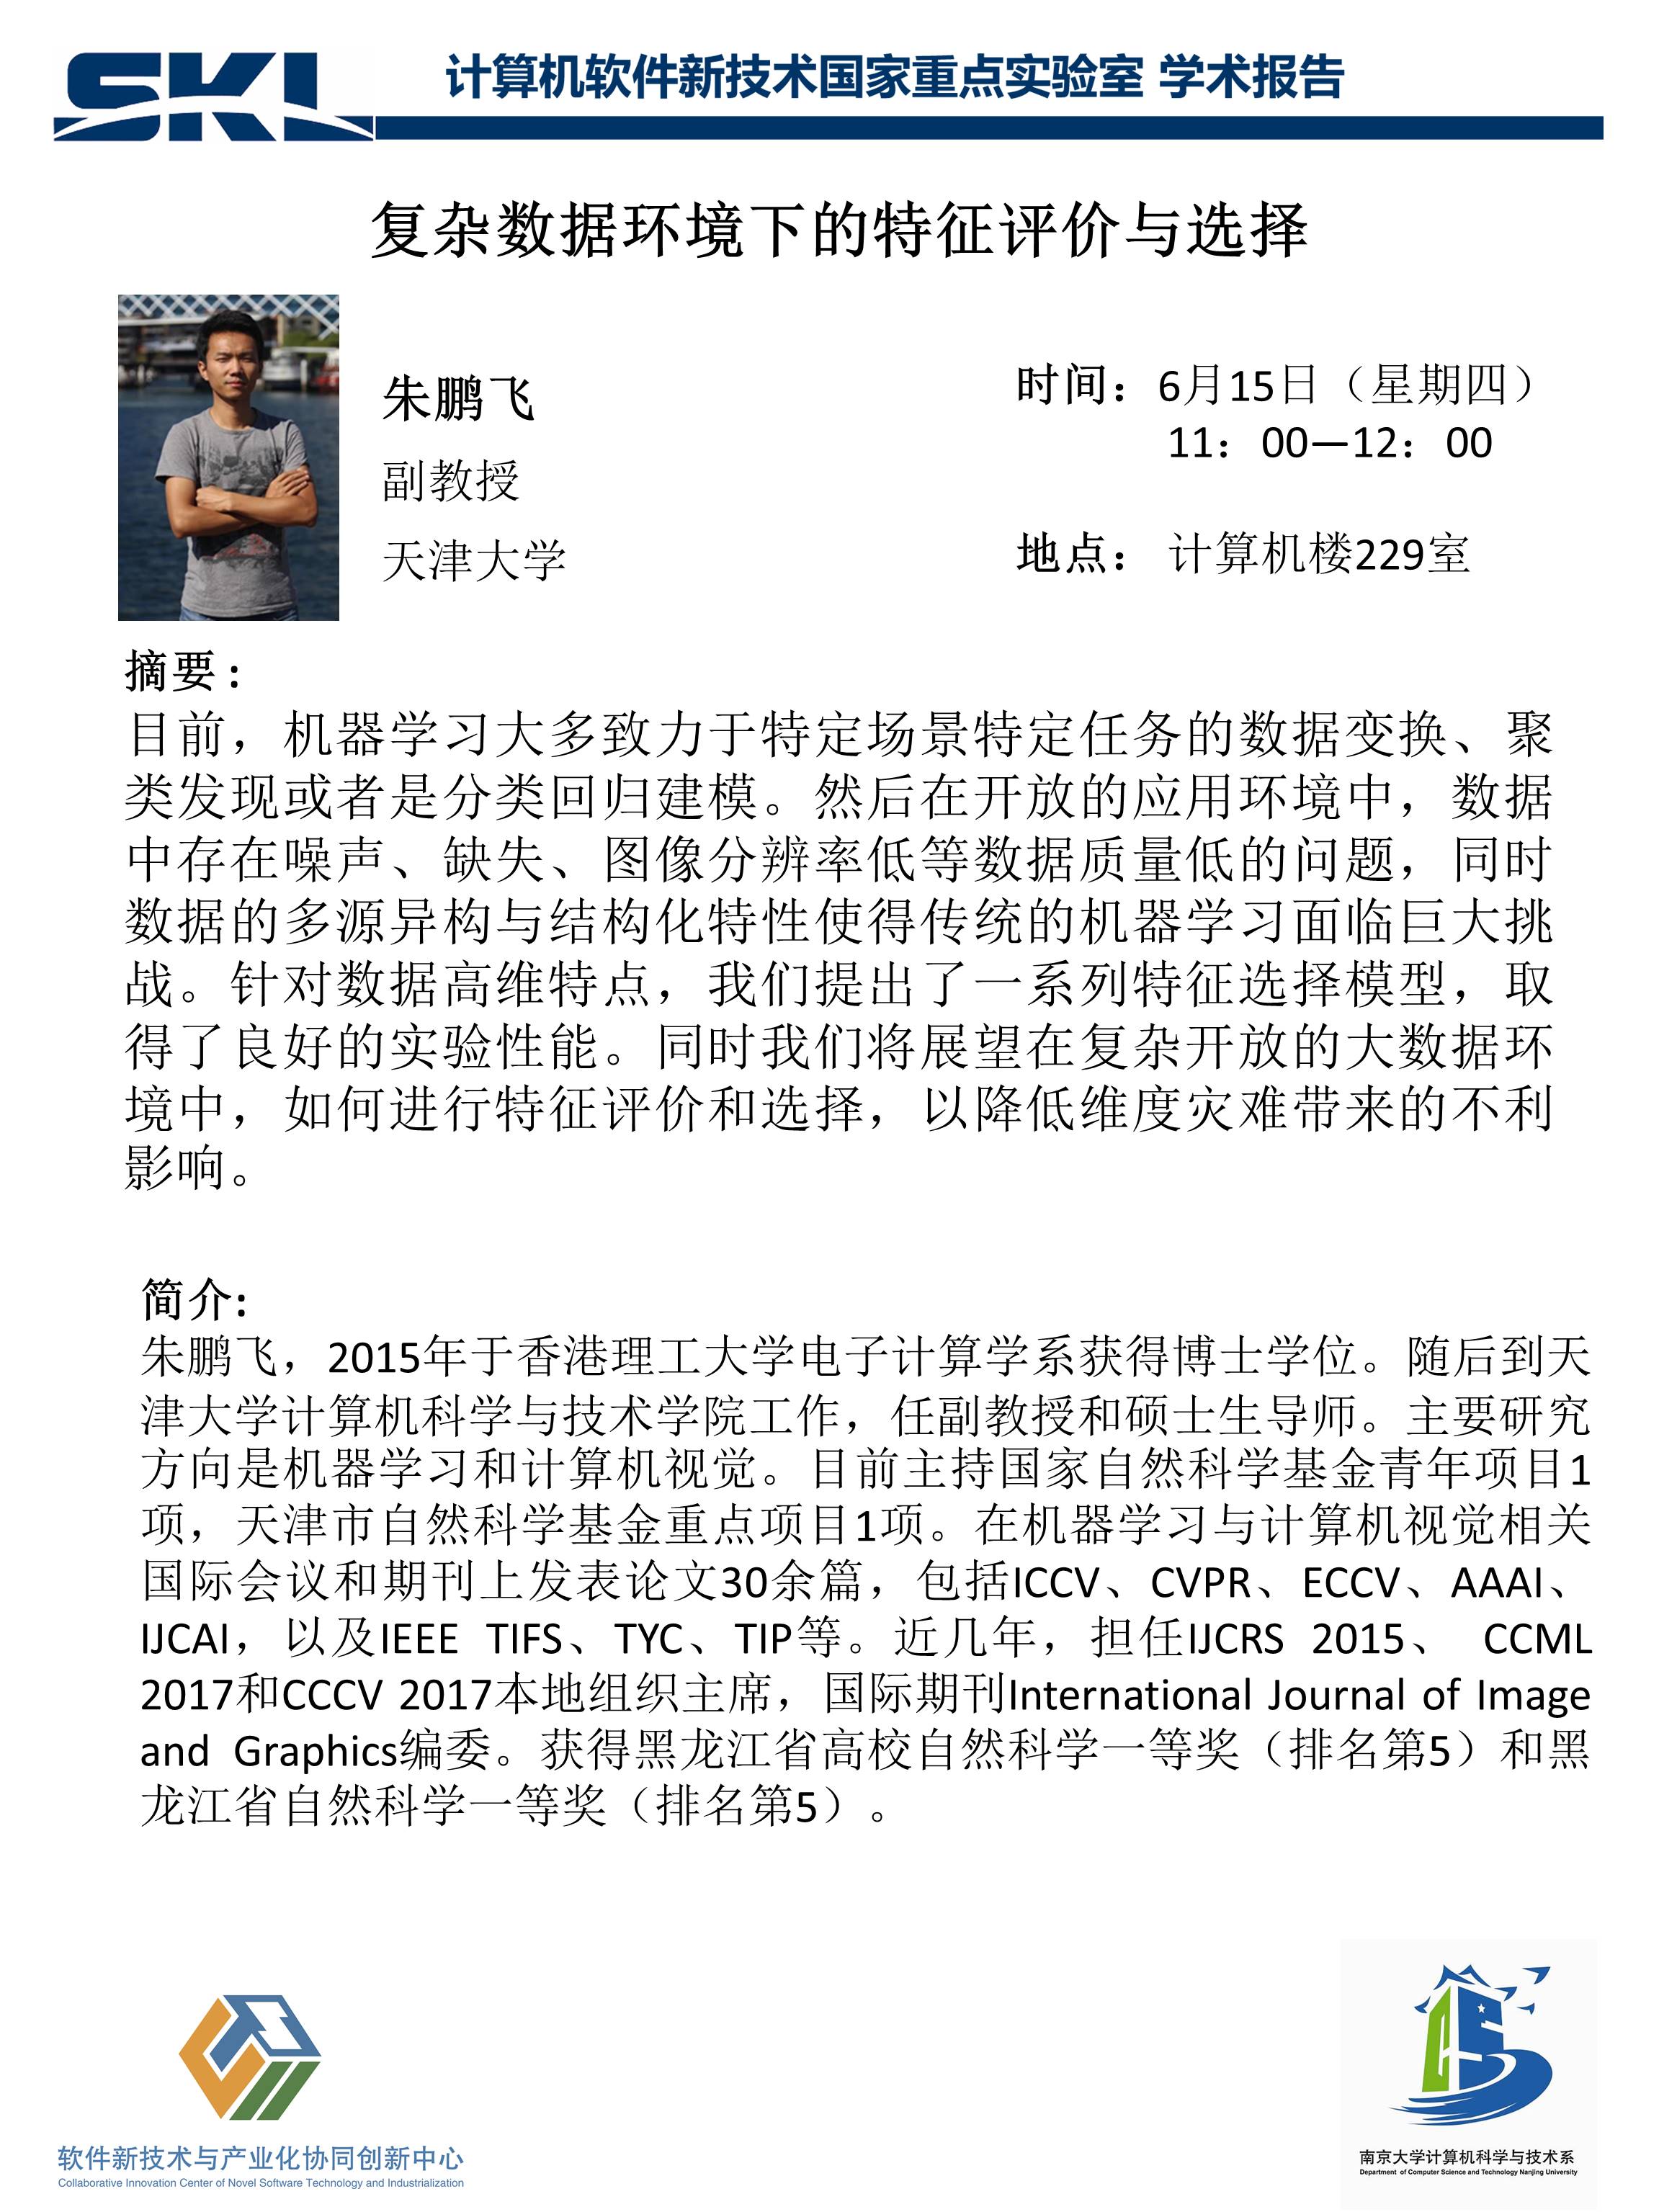 SKL
计算机软件新技术国家重点实验室 学术报告
复杂数据环境下的特征评价与选择
朱鹏飞
副教授
天津大学
时间：6月15日（星期四）
11：00—12：00
地点： 计算机楼229室
摘要：
目前，机器学习大多致力于特定场景特定任务的数据变换、聚
类发现或者是分类回归建模。然后在开放的应用环境中，数据
中存在噪声、缺失、图像分辨率低等数据质量低的问题，同时
数据的多源异构与结构化特性使得传统的机器学习面临巨大挑
战。针对数据高维特点，我们提出了一系列特征选择模型，取
得了良好的实验性能。同时我们将展望在复杂开放的大数据环
境中，如何进行特征评价和选择，以降低维度灾难带来的不利
影响。
简介:
朱鹏飞，2015年于香港理工大学电子计算学系获得博士学位。随后到天
津大学计算机科学与技术学院工作，任副教授和硕士生导师。主要研究
方向是机器学习和计算机视觉。目前主持国家自然科学基金青年项目1
项，天津市自然科学基金重点项目1项。在机器学习与计算机视觉相关
国际会议和期刊上发表论文30余篇，包括ICCV、CVPR、ECCV、AAAI、
IJCAI，以及IEEE TIFS、TYC、TIP等。近几年，担任IJCRS 2015、 CCML
2017和CCCV 2017本地组织主席，国际期刊International Journal of Image
and Graphics编委。获得黑龙江省高校自然科学一等奖（排名第5）和黑
龙江省自然科学一等奖（排名第5）。
软件新技术与产业化协同创新中心
Collaborative Innovation Center of Novel Software Technology and Industrialization
南京大学计算机科学与技术系
Department of Computer Science and Technology Nanjing University